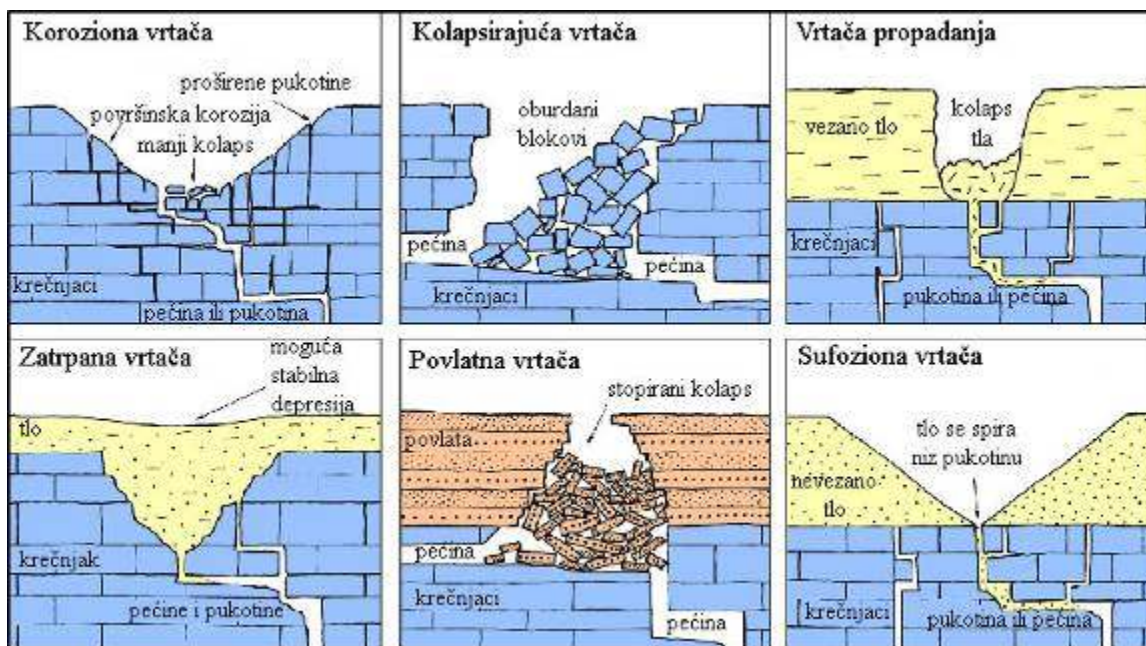 Koroziona vrtača
proširene pukotine
površinska korozija
manji kolaps
krečnjaci
pećina ili pukotina
Kolapsirajuća vrtača
oburdani
blokovi
pećina
pećina
krečnjaci
Vrtača propadanja
kolaps
tla
vezano tlo
krečnjaci
pukotina ili pećina
Zatrpana vrtača
moguća
stabilna
depresija
tlo
krečnjak
pećine i pukotine
Povlatna vrtača
stopirani kolaps
povlata
pećina
krečnjaci
pećina
Sufoziona vrtača
tlo se spira
niz pukotinu
nevezano
tlo
krečnjaci
pukotina ili pećina